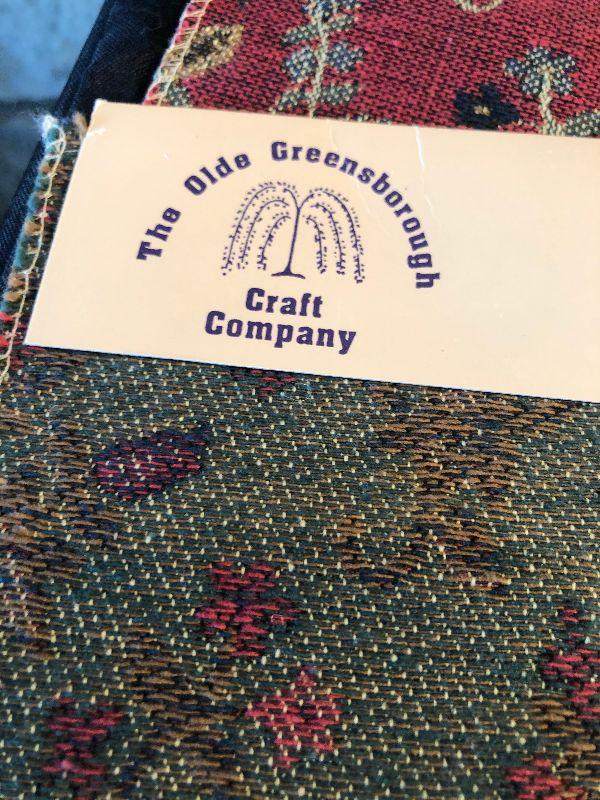 The Olde Greensborough
Craft
Company